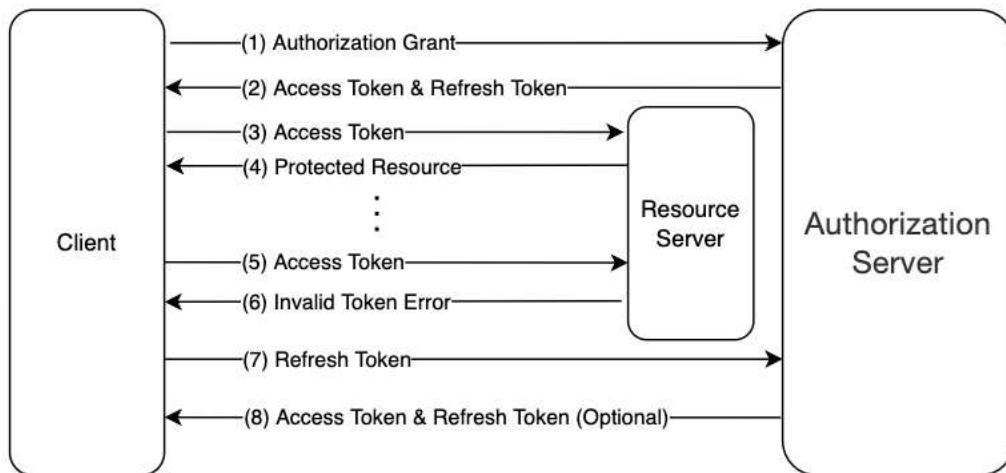 (1) Authorization Grant
(2) Access Token & Refresh Token
(3) Access Token
(4) Protected Resource
Resource
Server
Authorization
Server
Client
(5) Access Token
(6) Invalid Token Error
(7) Refresh Token
(8) Access Token & Refresh Token (Optional)